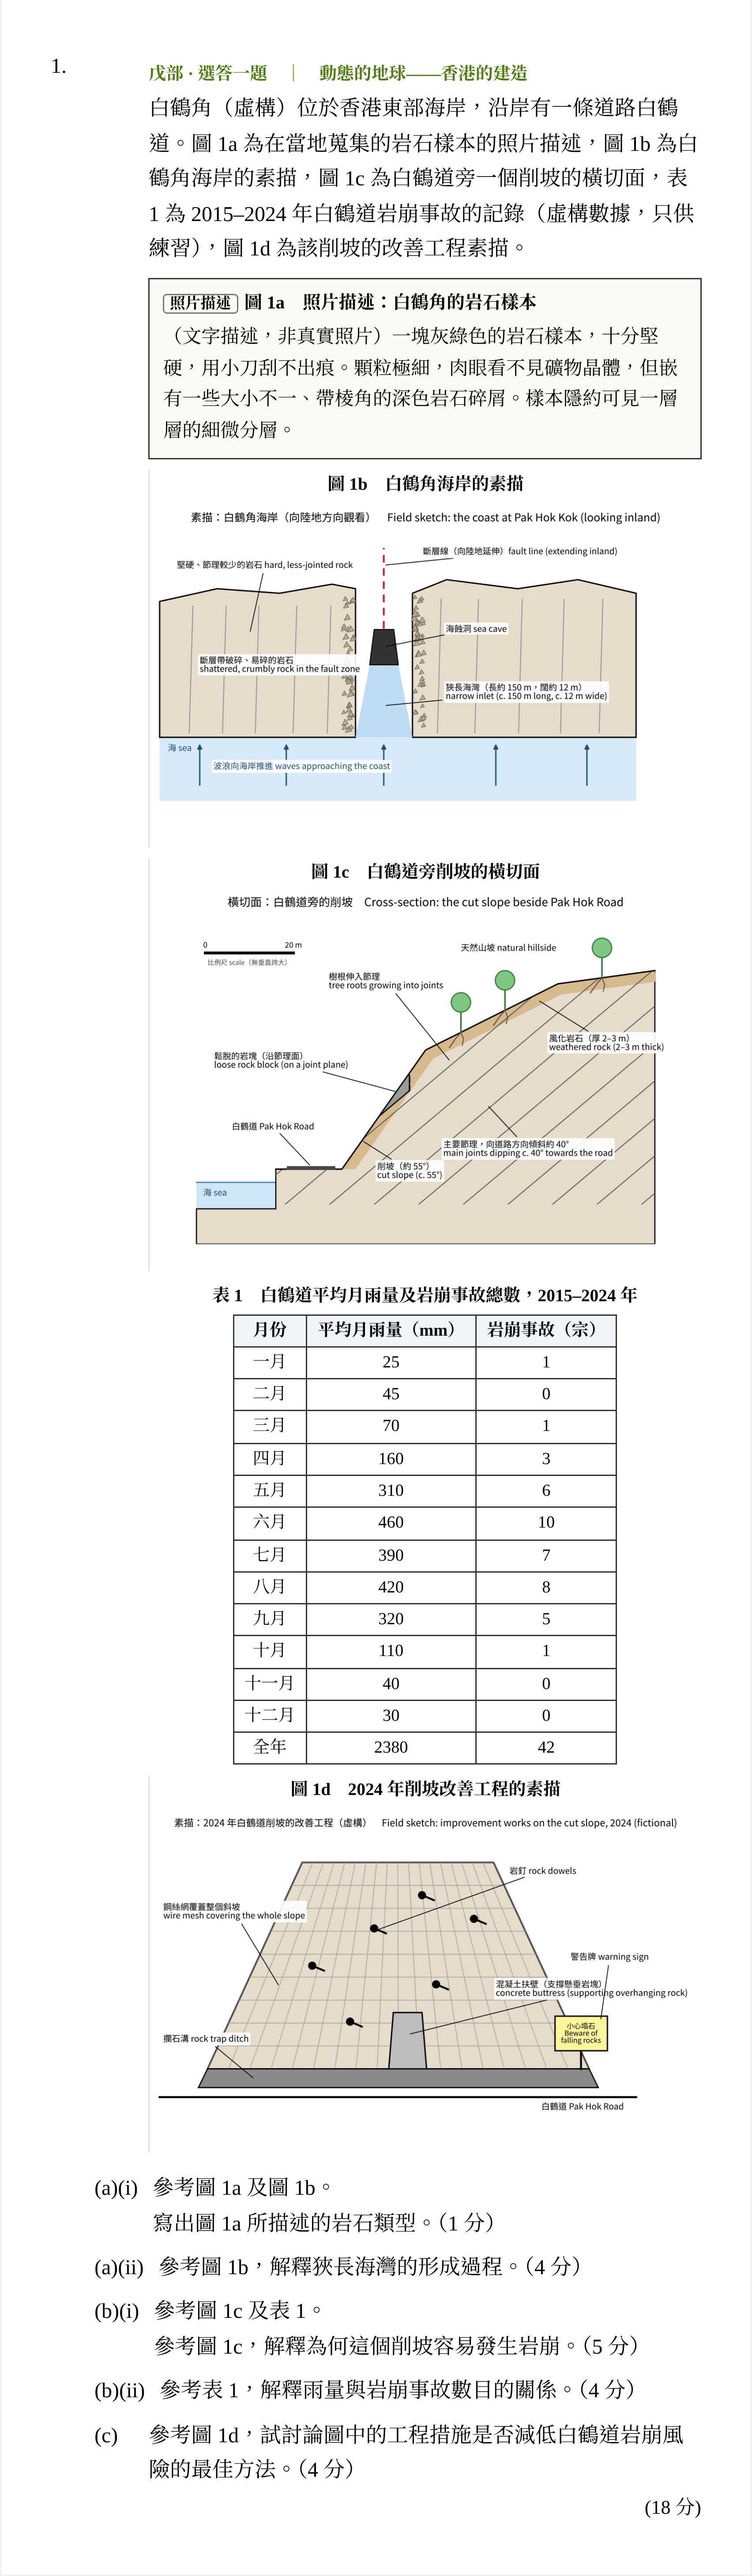 1.
戊部 · 選答一題 ｜ 動態的地球——香港的建造
白鶴角（虛構）位於香港東部海岸，沿岸有一條道路白鶴
道。圖 1a 為在當地蒐集的岩石樣本的照片描述，圖 1b 為白
鶴角海岸的素描，圖 1c 為白鶴道旁一個削坡的橫切面，表
1 為 2015–2024 年白鶴道岩崩事故的記錄（虛構數據，只供
練習），圖 1d 為該削坡的改善工程素描。
照片描述 圖 1a 照片描述：白鶴角的岩石樣本
（文字描述，非真實照片）一塊灰綠色的岩石樣本，十分堅
硬，用小刀刮不出痕。顆粒極細，肉眼看不見礦物晶體，但嵌
有一些大小不一、帶棱角的深色岩石碎屑。樣本隱約可見一層
層的細微分層。
圖 1b 白鶴角海岸的素描
素描：白鶴角海岸（向陸地方向觀看） Field sketch: the coast at Pak Hok Kok (looking inland)
斷層線（向陸地延伸）fault line (extending inland)
堅硬、節理較少的岩石 hard, less-jointed rock
海蝕洞 sea cave
斷層帶破碎、易碎的岩石
shattered, crumbly rock in the fault zone
狹長海灣（長約 150 m，闊約 12 m）
narrow inlet (c. 150 m long, c. 12 m wide)
海 sea
波浪向海岸推進 waves approaching the coast
圖 1c 白鶴道旁削坡的橫切面
橫切面：白鶴道旁的削坡 Cross-section: the cut slope beside Pak Hok Road
0 20 m
比例尺 scale（無垂直誇大）
天然山坡 natural hillside
樹根伸入節理
tree roots growing into joints
風化岩石（厚 2–3 m）
weathered rock (2–3 m thick)
鬆脫的岩塊（沿節理面）
loose rock block (on a joint plane)
白鶴道 Pak Hok Road
主要節理，向道路方向傾斜約 40°
main joints dipping c. 40° towards the road
削坡（約 55°）
cut slope (c. 55°)
海 sea
表 1 白鶴道平均月雨量及岩崩事故總數，2015–2024 年
月份 平均月雨量（mm） 岩崩事故（宗）
一月 25 1
二月 45 0
三月 70 1
四月 160 3
五月 310 6
六月 460 10
七月 390 7
八月 420 8
九月 320 5
十月 110 1
十一月 40 0
十二月 30 0
全年 2380 42
圖 1d 2024 年削坡改善工程的素描
素描：2024 年白鶴道削坡的改善工程（虛構） Field sketch: improvement works on the cut slope, 2024 (fictional)
岩釘 rock dowels
鋼絲網覆蓋整個斜坡
wire mesh covering the whole slope
警告牌 warning sign
混凝土扶壁（支撐懸垂岩塊）
concrete buttress (supporting overhanging rock)
小心塌石
Beware of
falling rocks
攔石溝 rock trap ditch
白鶴道 Pak Hok Road
(a)(i) 參考圖 1a 及圖 1b。
寫出圖 1a 所描述的岩石類型。（1 分）
(a)(ii) 參考圖 1b，解釋狹長海灣的形成過程。（4 分）
(b)(i) 參考圖 1c 及表 1。
參考圖 1c，解釋為何這個削坡容易發生岩崩。（5 分）
(b)(ii) 參考表 1，解釋雨量與岩崩事故數目的關係。（4 分）
(c) 參考圖 1d，試討論圖中的工程措施是否減低白鶴道岩崩風
險的最佳方法。（4 分）
(18 分)